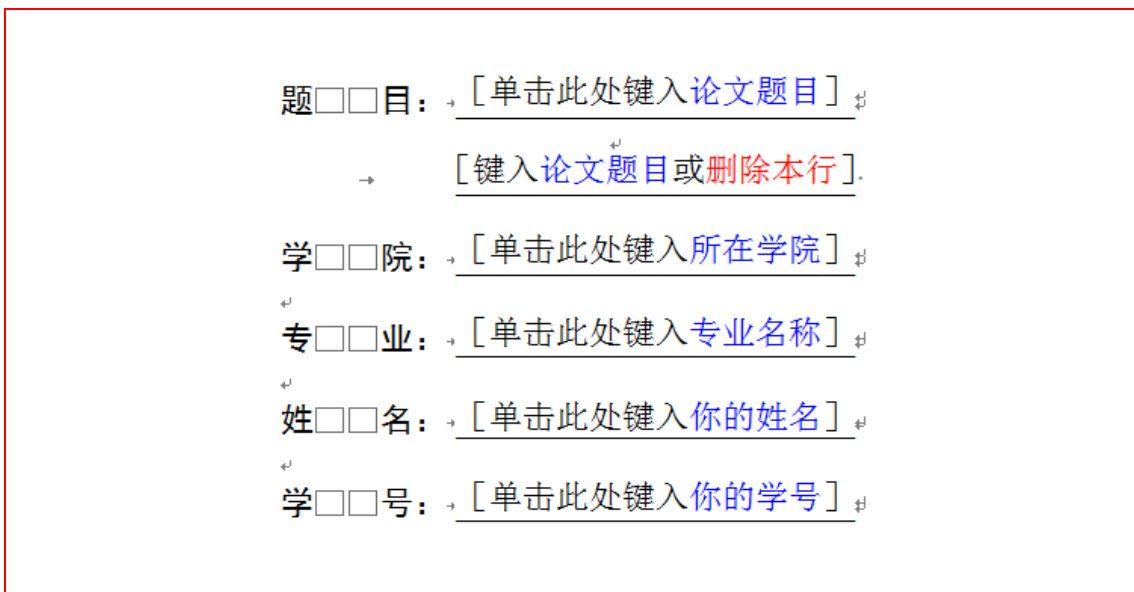 题□□目：[单击此处键入论文题目]
[键入论文题目或删除本行]
学□□院：[单击此处键入所在学院]
专□□业：[单击此处键入专业名称]
姓□□名：[单击此处键入你的姓名]
学□□号：[单击此处键入你的学号]